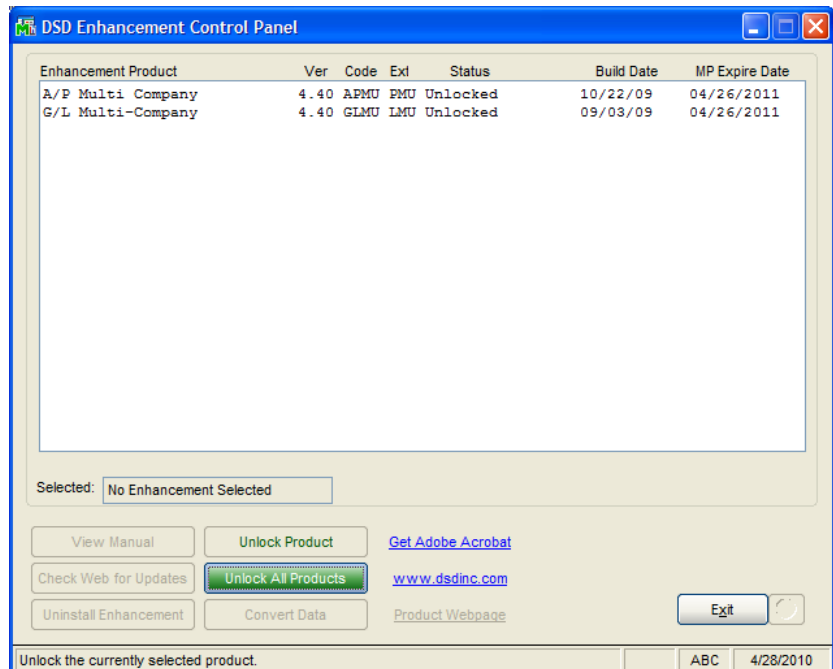 DSD Enhancement Control Panel
Enhancement Product Ver Code Ext Status Build Date MP Expire Date
A/P Multi Company 4.40 APMU PMU Unlocked 10/22/09 04/26/2011
G/L Multi-Company 4.40 GLMU LMU Unlocked 09/03/09 04/26/2011
Selected: No Enhancement Selected
View Manual Unlock Product Get Adobe Acrobat
Check Web for Updates Unlock All Products www.dsdinc.com
Uninstall Enhancement Convert Data Product Webpage Exit
Unlock the currently selected product. ABC 4/28/2010